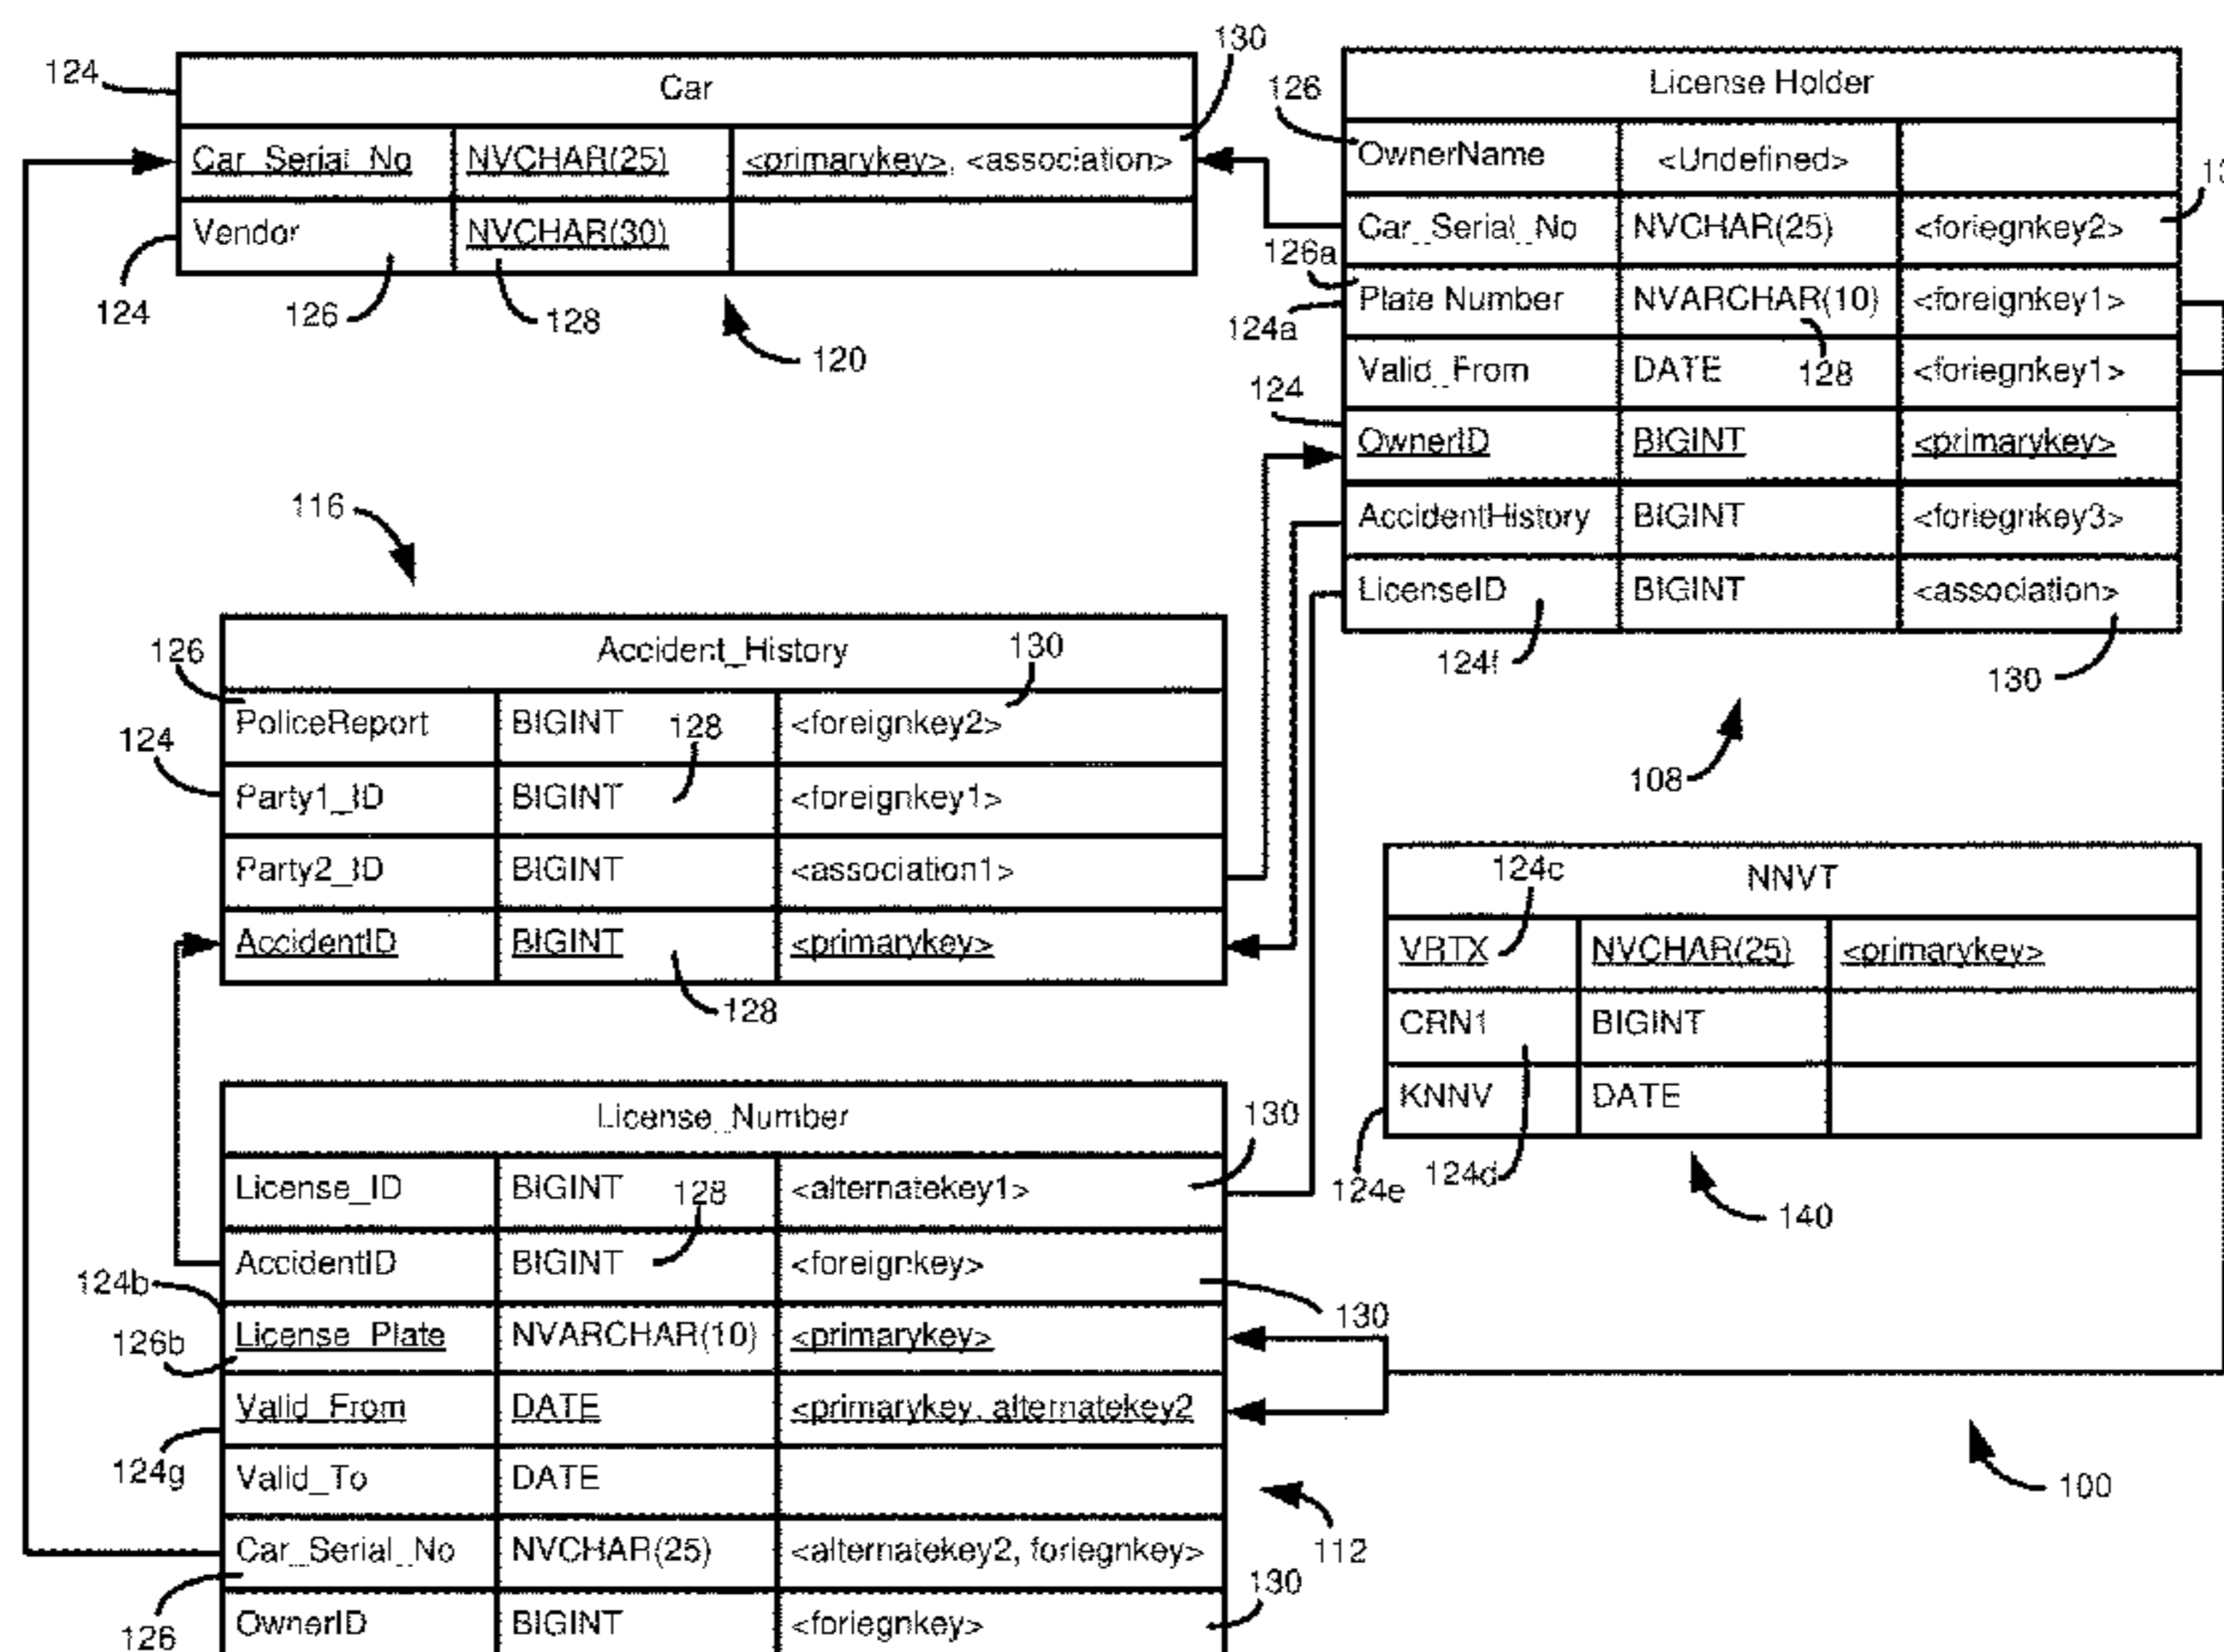 124
Car
130
Car_Serial_No NVCHAR(25) <primarykey>, <association>
Vendor NVCHAR(30)
124
126
128
120
License Holder
126
OwnerName <Undefined>
Car_Serial_No NVCHAR(25) <foriegnkey2>
126a
Plate Number NVARCHAR(10) <foreignkey1>
124a
Valid_From DATE <foriegnkey1>
128
124
OwnerID BIGINT <primarykey>
AccidentHistory BIGINT <foriegnkey3>
LicenseID BIGINT <association>
124f
130
108
116
Accident_History
126
130
PoliceReport BIGINT <foreignkey2>
128
124
Party1_ID BIGINT <foreignkey1>
Party2_ID BIGINT <association1>
AccidentID BIGINT <primarykey>
128
NNVT
124c
VRTX NVCHAR(25) <primarykey>
CRN1 BIGINT
KNNV DATE
124e
124d
140
License_Number
130
License_ID BIGINT <alternatekey1>
128
AccidentID BIGINT <foreignkey>
124b
130
License_Plate NVARCHAR(10) <primarykey>
126b
Valid_From DATE <primarykey, alternatekey2
124g
Valid_To DATE
112
100
Car_Serial_No NVCHAR(25) <alternatekey2, foriegnkey>
126
130
OwnerID BIGINT <foriegnkey>